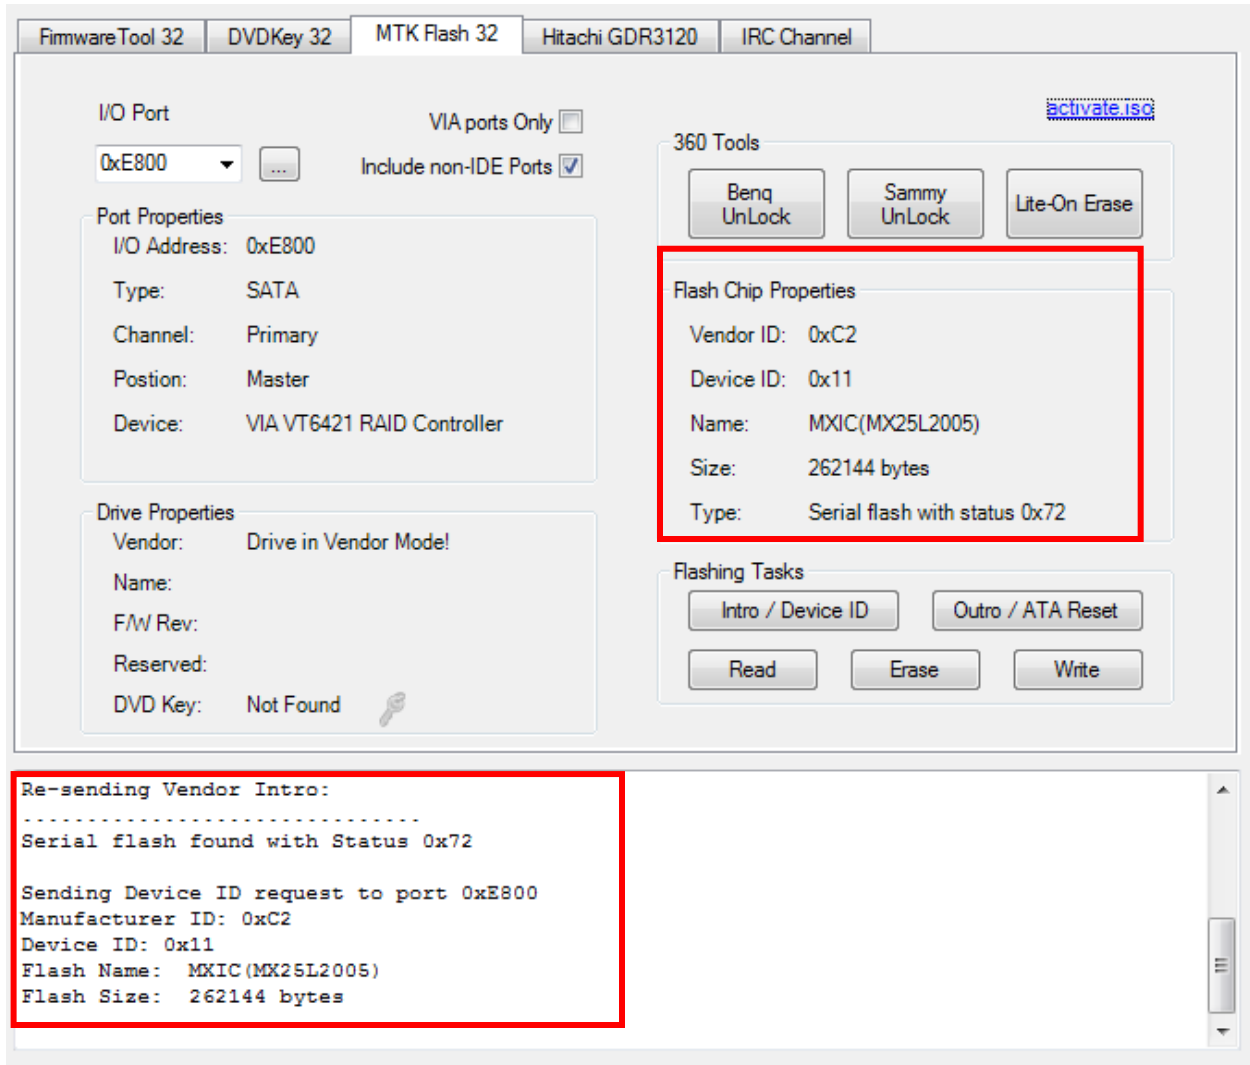 FirmwareTool 32
DVDKey 32
MTK Flash 32
Hitachi GDR3120
IRC Channel
I/O Port
VIA ports Only
activate.iso
0xE800
...
Include non-IDE Ports
360 Tools
Benq
UnLock
Sammy
UnLock
Lite-On Erase
Port Properties
I/O Address: 0xE800
Type: SATA
Channel: Primary
Postion: Master
Device: VIA VT6421 RAID Controller
Flash Chip Properties
Vendor ID: 0xC2
Device ID: 0x11
Name: MXIC(MX25L2005)
Size: 262144 bytes
Type: Serial flash with status 0x72
Drive Properties
Vendor: Drive in Vendor Mode!
Name:
F/W Rev:
Reserved:
DVD Key: Not Found
Flashing Tasks
Intro / Device ID
Outro / ATA Reset
Read
Erase
Write
Re-sending Vendor Intro:
...............................
Serial flash found with Status 0x72
Sending Device ID request to port 0xE800
Manufacturer ID: 0xC2
Device ID: 0x11
Flash Name: MXIC(MX25L2005)
Flash Size: 262144 bytes